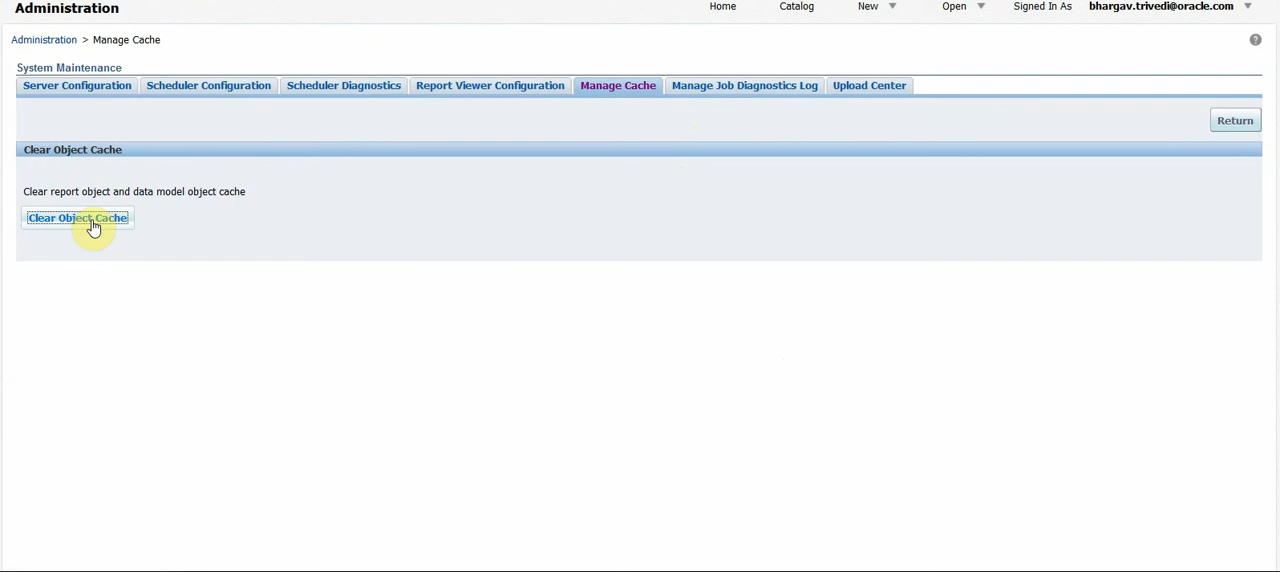 Administration
Home Catalog New Open Signed In As bhargav.trivedi@oracle.com
Administration > Manage Cache
System Maintenance
Server Configuration Scheduler Configuration Scheduler Diagnostics Report Viewer Configuration Manage Cache Manage Job Diagnostics Log Upload Center
Return
Clear Object Cache
Clear report object and data model object cache
Clear Object Cache